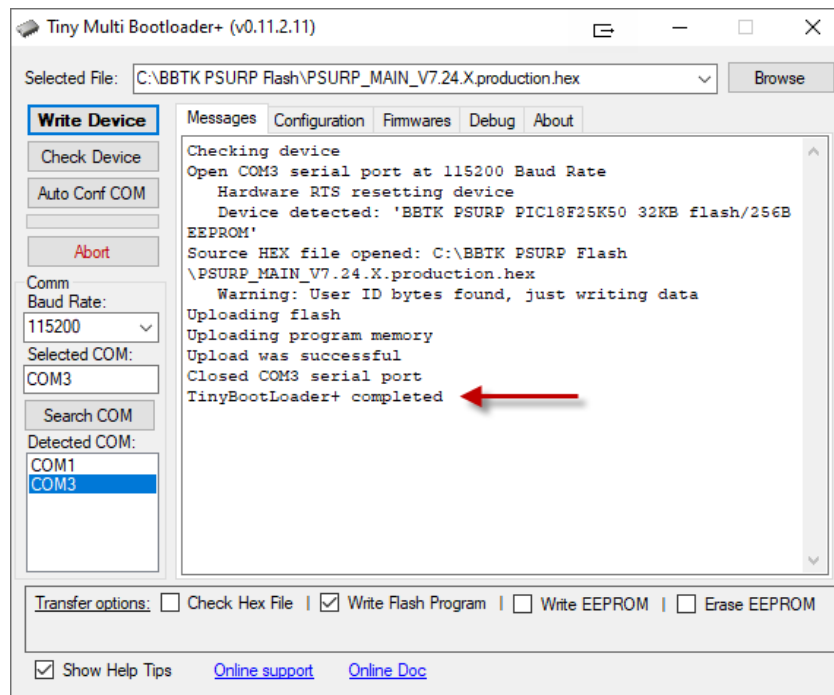 Tiny Multi Bootloader+ (v0.11.2.11)
Selected File: C:\BBTK PSURP Flash\PSURP_MAIN_V7.24.X.production.hex Browse
Write Device
Check Device
Auto Conf COM
Abort
Comm
Baud Rate:
115200
Selected COM:
COM3
Search COM
Detected COM:
COM1
COM3
Messages Configuration Firmwares Debug About
Checking device
Open COM3 serial port at 115200 Baud Rate
Hardware RTS resetting device
Device detected: 'BBTK PSURP PIC18F25K50 32KB flash/256B
EEPROM'
Source HEX file opened: C:\BBTK PSURP Flash
\PSURP_MAIN_V7.24.X.production.hex
Warning: User ID bytes found, just writing data
Uploading flash
Uploading program memory
Upload was successful
Closed COM3 serial port
TinyBootLoader+ completed
Transfer options: Check Hex File | Write Flash Program | Write EEPROM | Erase EEPROM
Show Help Tips Online support Online Doc